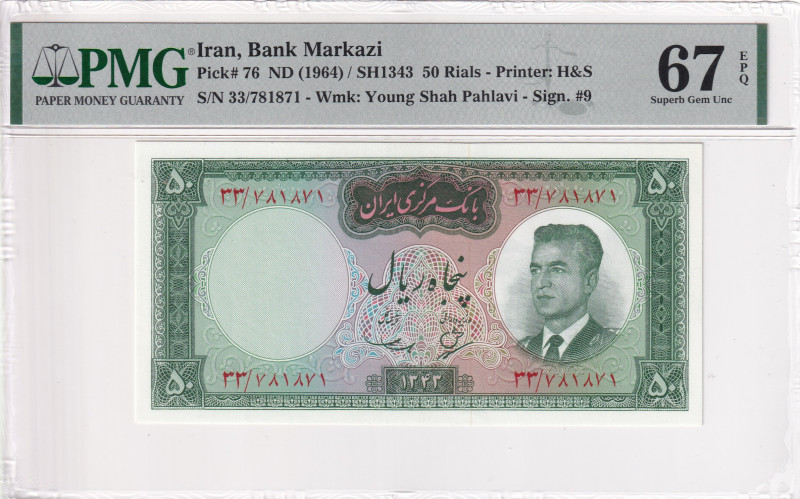 PMG®
PAPER MONEY GUARANTY
Iran, Bank Markazi
Pick# 76 ND (1964) / SH1343 50 Rials - Printer: H&S
S/N 33/781871 - Wmk: Young Shah Pahlavi - Sign. #9
67 EPQ
Superb Gem Unc
۵۰ ۵۰
۳۳/۷۸۱۸۷۱ ۳۳/۷۸۱۸۷۱
بانک مرکزی ایران
پنجاه ریال
۳۳/۷۸۱۸۷۱ ۳۳/۷۸۱۸۷۱
۵۰ ۱۳۴۳ ۵۰